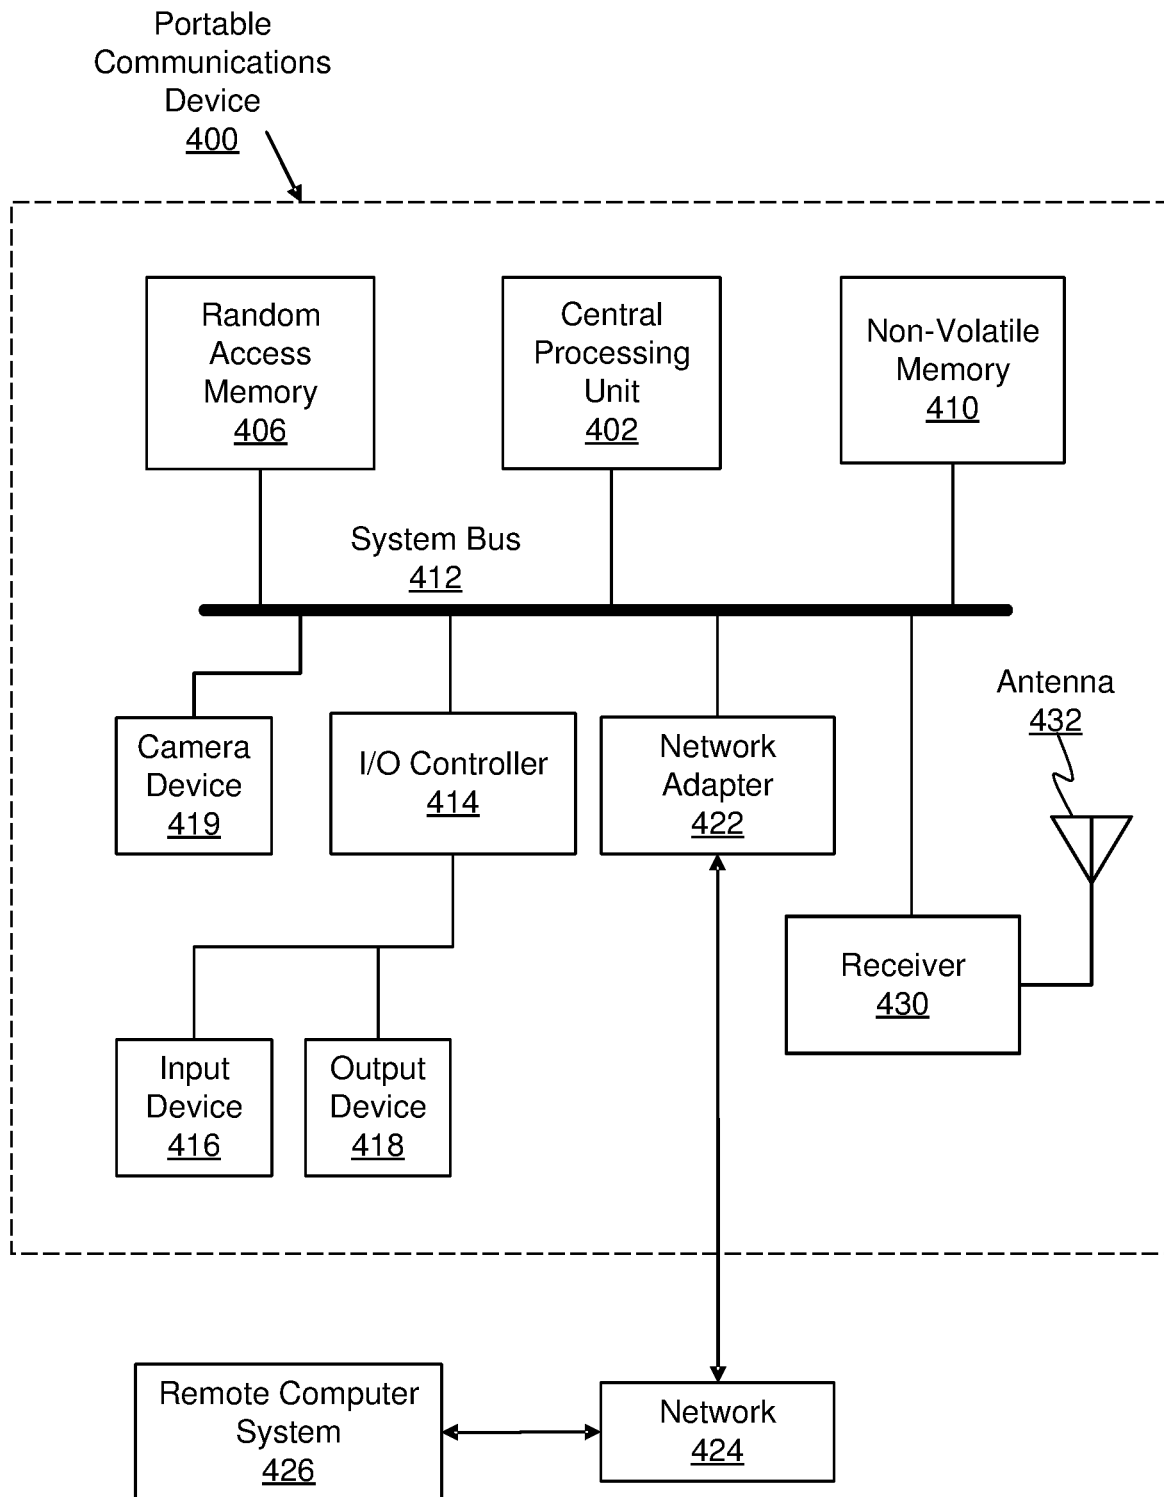 Portable
Communications
Device
400
Random
Access
Memory
406
Central
Processing
Unit
402
Non-Volatile
Memory
410
System Bus
412
Antenna
432
Camera
Device
419
I/O Controller
414
Network
Adapter
422
Receiver
430
Input
Device
416
Output
Device
418
Remote Computer
System
426
Network
424